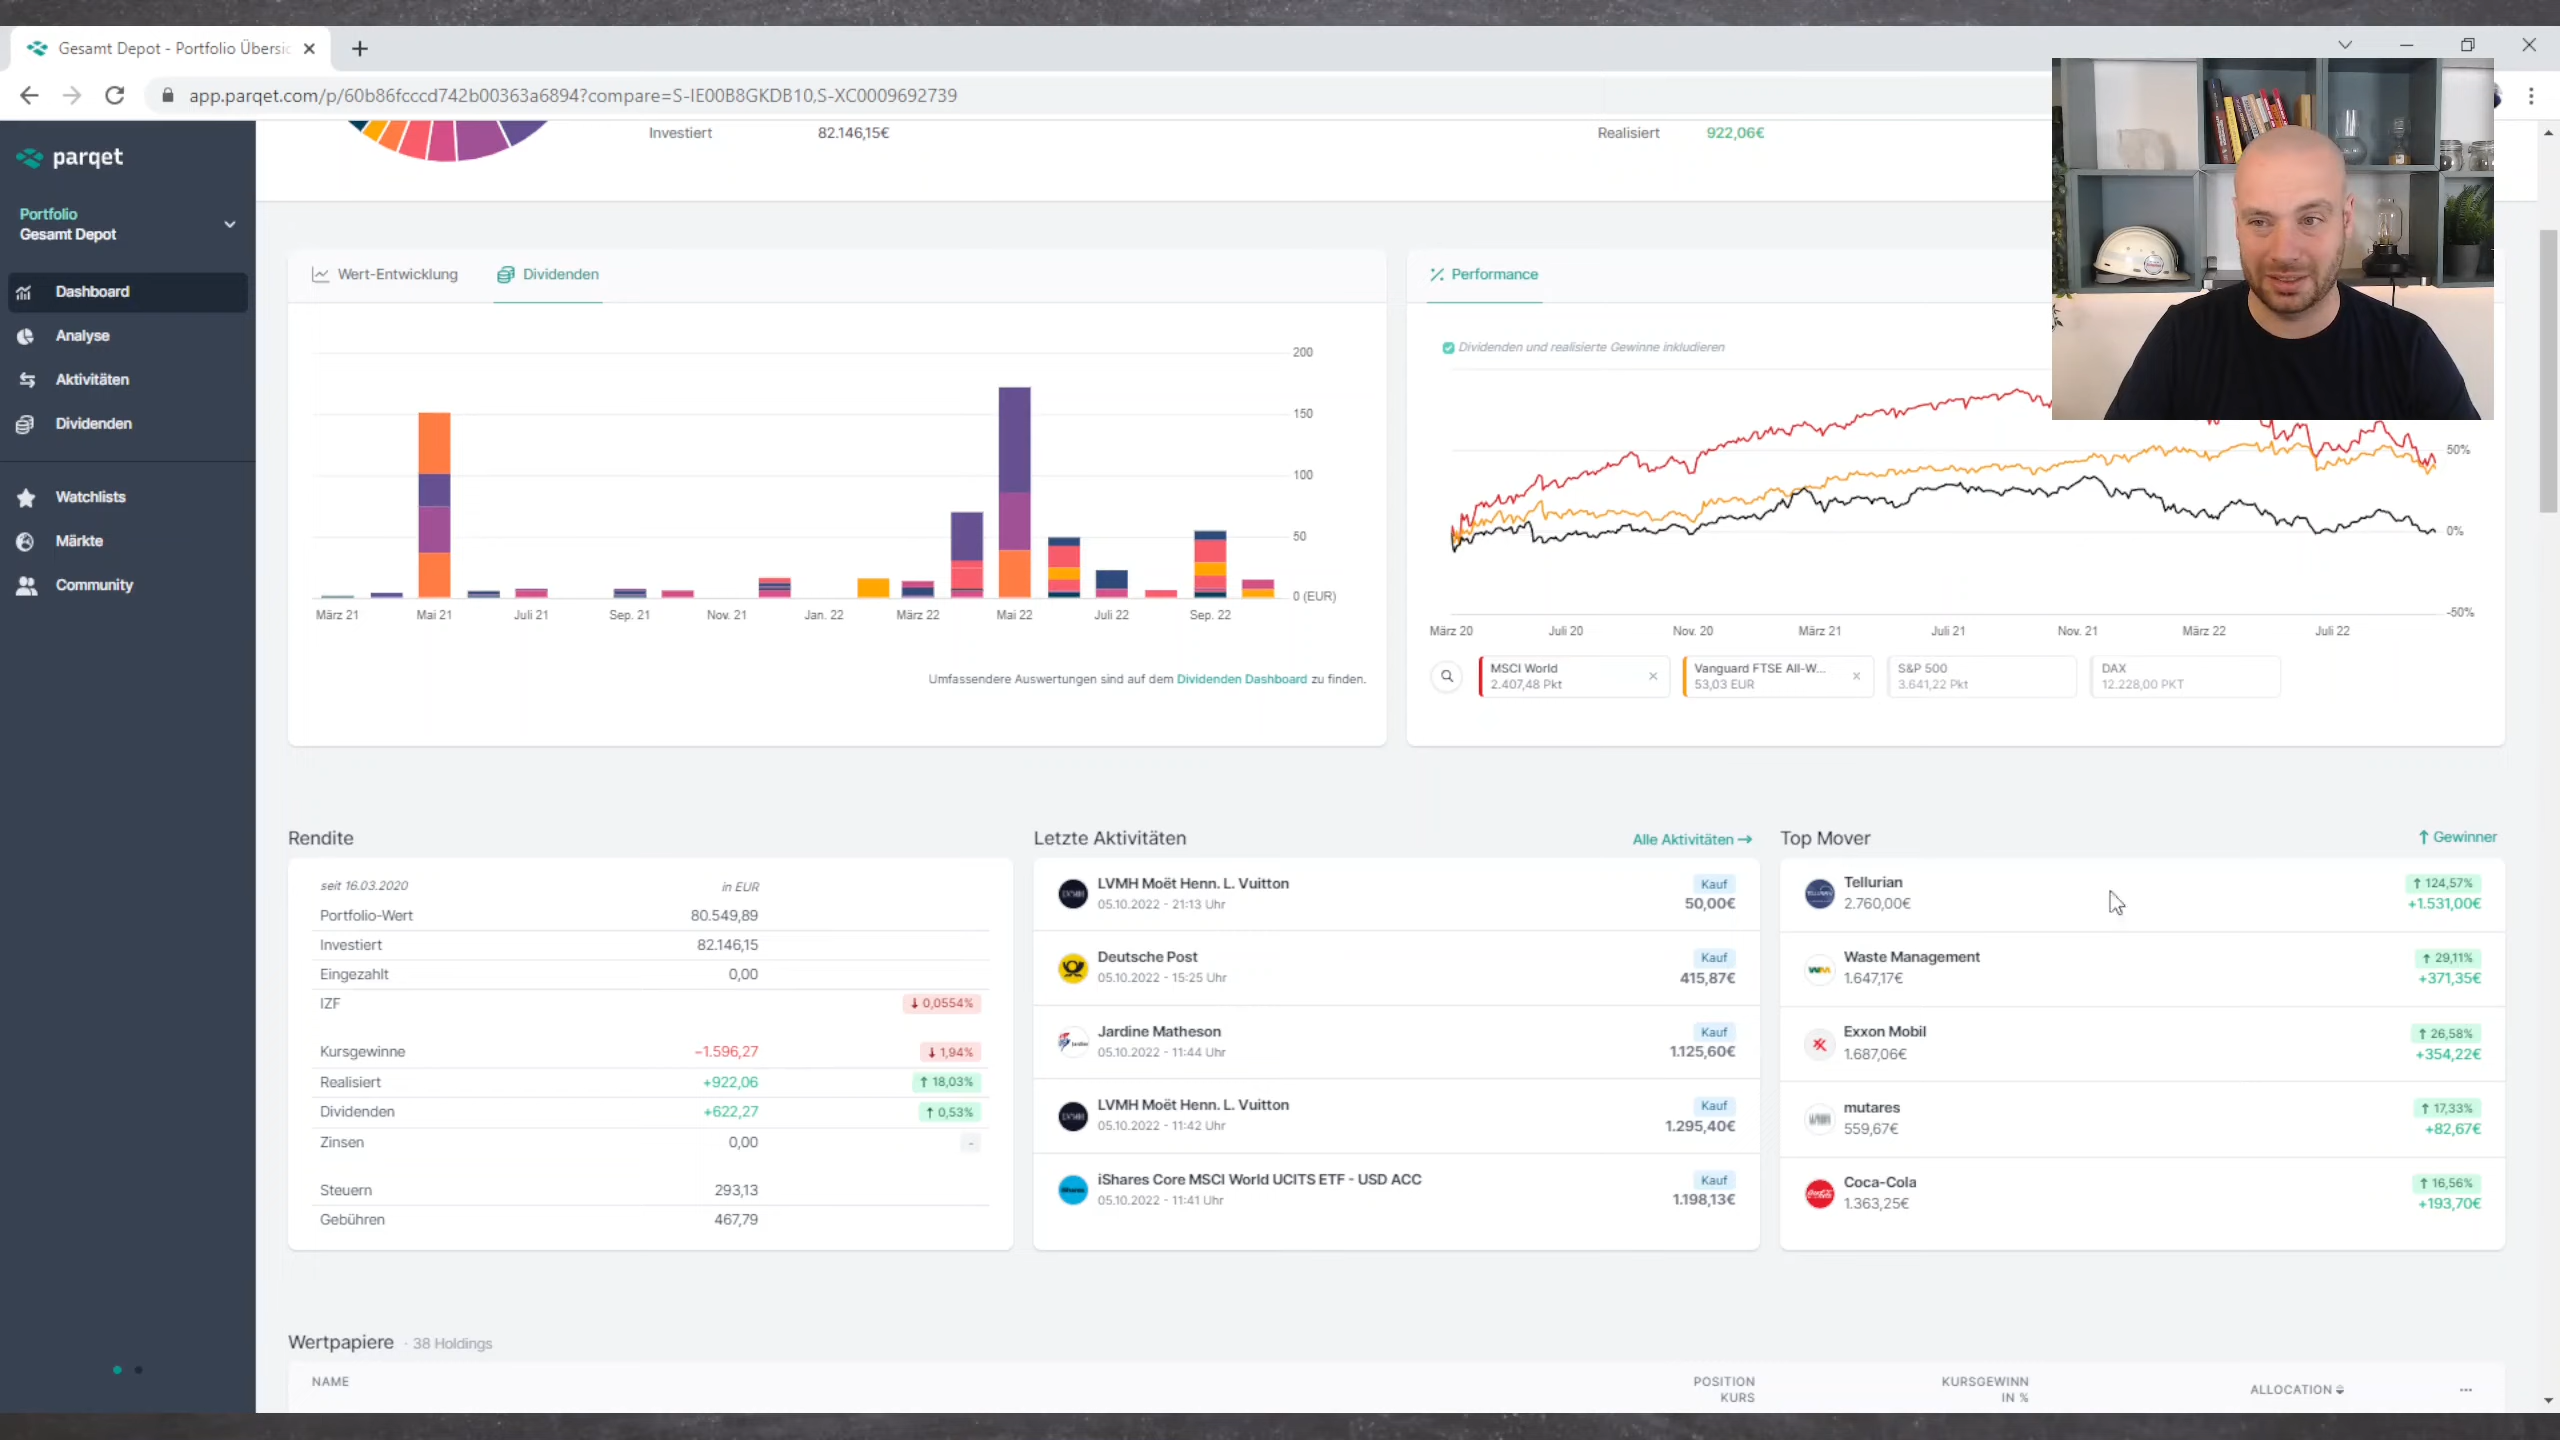 Gesamt Depot - Portfolio Übersic
app.parqet.com/p/60b86fcccd742b00363a6894?compare=S-IE00B8GKDB10,S-XC0009692739
parqet
Portfolio
Gesamt Depot
Dashboard
Analyse
Aktivitäten
Dividenden
Watchlists
Märkte
Community
Investiert 82.146,15€
Realisiert 922,06€
Wert-Entwicklung Dividenden
200
150
100
50
0 (EUR)
März 21 Mai 21 Juli 21 Sep. 21 Nov. 21 Jan. 22 März 22 Mai 22 Juli 22 Sep. 22
Umfassendere Auswertungen sind auf dem Dividenden Dashboard zu finden.
Performance
Dividenden und realisierte Gewinne inkludieren
50%
0%
-50%
März 20 Juli 20 Nov. 20 März 21 Juli 21 Nov. 21 März 22 Juli 22
MSCI World
2.407,48 Pkt
Vanguard FTSE All-W...
53,03 EUR
S&P 500
3.641,22 Pkt
DAX
12.228,00 PKT
Rendite
seit 16.03.2020 in EUR
Portfolio-Wert 80.549,89
Investiert 82.146,15
Eingezahlt 0,00
IZF ↓ 0,0554%
Kursgewinne −1.596,27 ↓ 1,94%
Realisiert +922,06 ↑ 18,03%
Dividenden +622,27 ↑ 0,53%
Zinsen 0,00 -
Steuern 293,13
Gebühren 467,79
Letzte Aktivitäten Alle Aktivitäten →
LVMH Moët Henn. L. Vuitton Kauf
05.10.2022 - 21:13 Uhr 50,00€
Deutsche Post Kauf
05.10.2022 - 15:25 Uhr 415,87€
Jardine Matheson Kauf
05.10.2022 - 11:44 Uhr 1.125,60€
LVMH Moët Henn. L. Vuitton Kauf
05.10.2022 - 11:42 Uhr 1.295,40€
iShares Core MSCI World UCITS ETF - USD ACC Kauf
05.10.2022 - 11:41 Uhr 1.198,13€
Top Mover ↑ Gewinner
Tellurian ↑ 124,57%
2.760,00€ +1.531,00€
Waste Management ↑ 29,11%
1.647,17€ +371,35€
Exxon Mobil ↑ 26,58%
1.687,06€ +354,22€
mutares ↑ 17,33%
559,67€ +82,67€
Coca-Cola ↑ 16,56%
1.363,25€ +193,70€
Wertpapiere · 38 Holdings
NAME
POSITION
KURS
KURSGEWINN
IN %
ALLOCATION